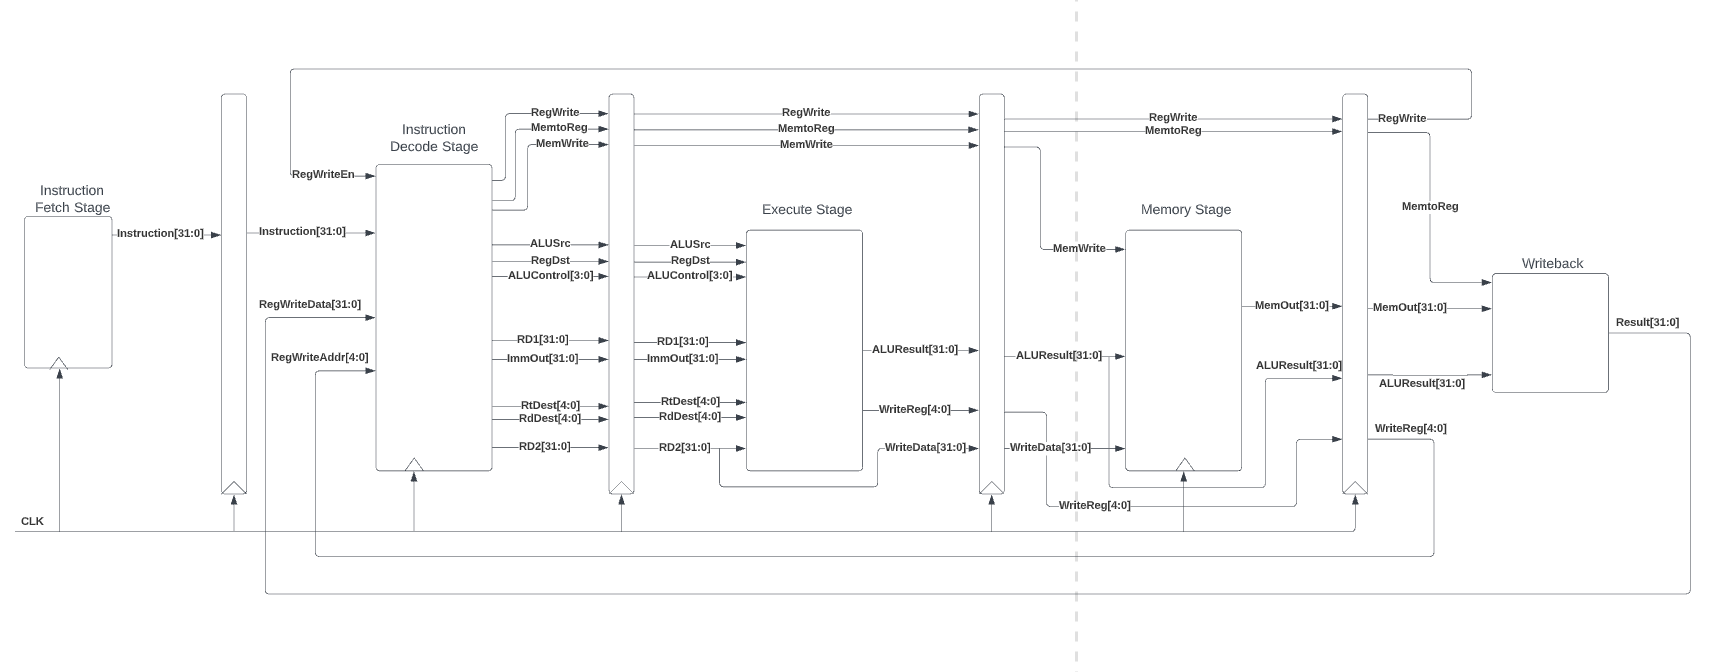 RegWrite
MemtoReg
MemWrite
RegWrite
MemtoReg
MemWrite
RegWrite
MemtoReg
RegWrite
Instruction
Decode Stage
RegWriteEn
Instruction
Fetch Stage
Instruction[31:0]
Instruction[31:0]
Execute Stage
Memory Stage
MemtoReg
ALUSrc
RegDst
ALUControl[3:0]
ALUSrc
RegDst
ALUControl[3:0]
MemWrite
Writeback
RegWriteData[31:0]
MemOut[31:0]
MemOut[31:0]
Result[31:0]
RegWriteAddr[4:0]
RD1[31:0]
ImmOut[31:0]
RD1[31:0]
ImmOut[31:0]
ALUResult[31:0]
ALUResult[31:0]
ALUResult[31:0]
ALUResult[31:0]
RtDest[4:0]
RdDest[4:0]
RtDest[4:0]
RdDest[4:0]
WriteReg[4:0]
WriteReg[4:0]
RD2[31:0]
RD2[31:0]
WriteData[31:0]
WriteData[31:0]
WriteReg[4:0]
CLK